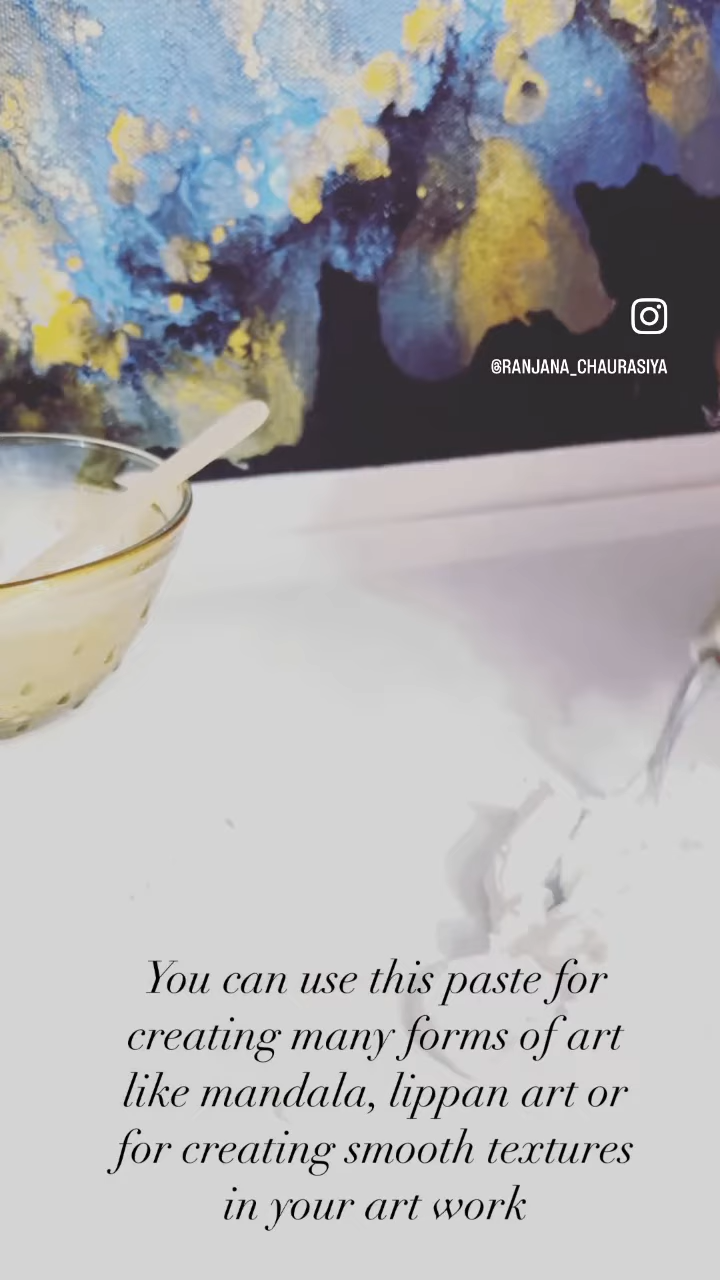 @RANJANA_CHAURASIYA
You can use this paste for
creating many forms of art
like mandala, lippan art or
for creating smooth textures
in your art work